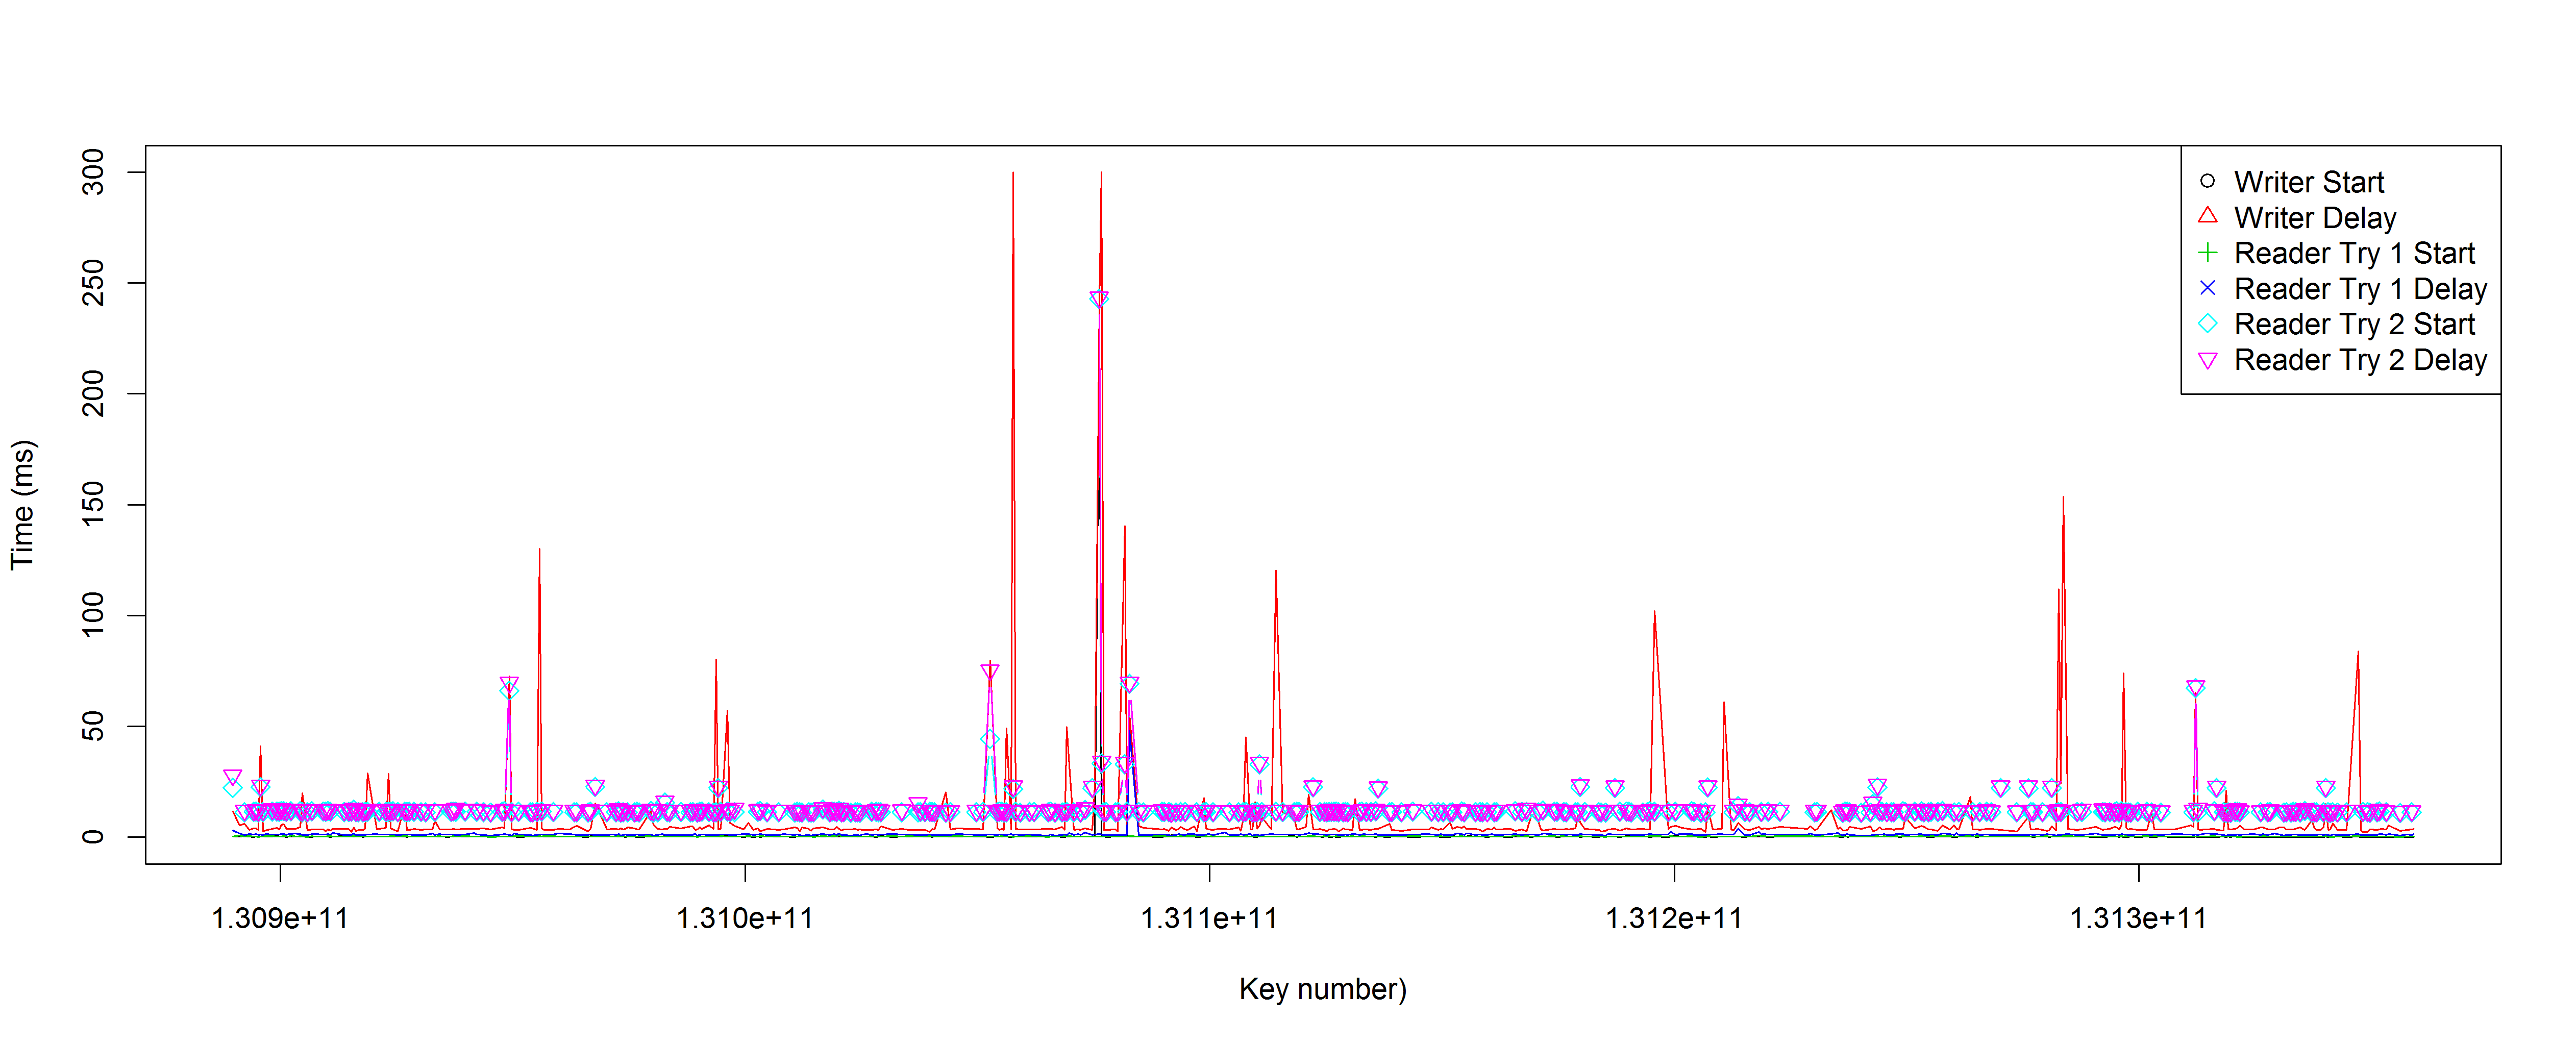 300
250
200
150
100
50
0
Time (ms)
Writer Start
Writer Delay
Reader Try 1 Start
Reader Try 1 Delay
Reader Try 2 Start
Reader Try 2 Delay
1.309e+11 1.310e+11 1.311e+11 1.312e+11 1.313e+11
Key number)